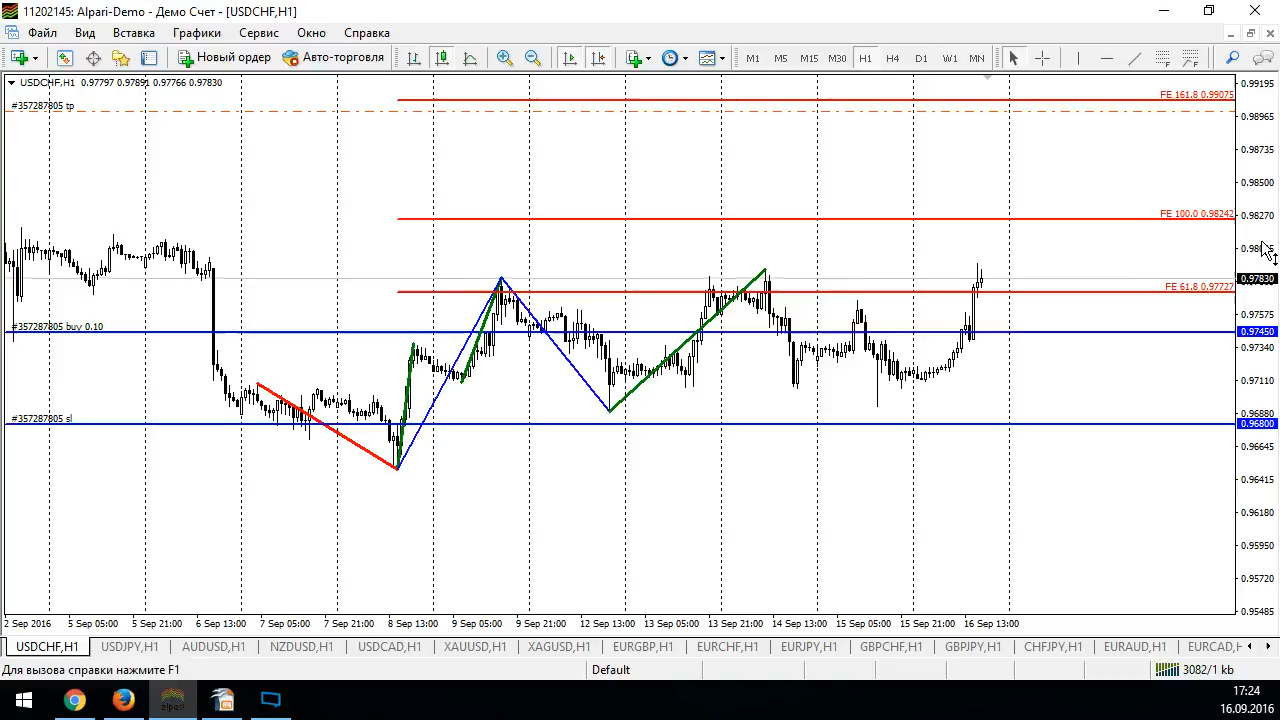 11202145: Alpari-Demo - Демо Счет - [USDCHF,H1]
Файл Вид Вставка Графики Сервис Окно Справка
Новый ордер Авто-торговля M1 M5 M15 M30 H1 H4 D1 W1 MN
USDCHF,H1 0.97797 0.97891 0.97766 0.97830
#357287805 tp
FE 161.8 0.99075
FE 100.0 0.98242
FE 61.8 0.97727
#357287805 buy 0.10
#357287805 sl
0.99195
0.98965
0.98735
0.98500
0.98270
0.97830
0.97575
0.97450
0.97340
0.97110
0.96880
0.96800
0.96645
0.96415
0.96180
0.95950
0.95720
0.95485
2 Sep 2016 5 Sep 05:00 5 Sep 21:00 6 Sep 13:00 7 Sep 05:00 7 Sep 21:00 8 Sep 13:00 9 Sep 05:00 9 Sep 21:00 12 Sep 13:00 13 Sep 05:00 13 Sep 21:00 14 Sep 13:00 15 Sep 05:00 15 Sep 21:00 16 Sep 13:00
USDCHF,H1 USDJPY,H1 AUDUSD,H1 NZDUSD,H1 USDCAD,H1 XAUUSD,H1 XAGUSD,H1 EURGBP,H1 EURCHF,H1 EURJPY,H1 GBPCHF,H1 GBPJPY,H1 CHFJPY,H1 EURAUD,H1 EURCAD,H
Для вызова справки нажмите F1 Default 3082/1 kb
alpari
17:24
16.09.2016